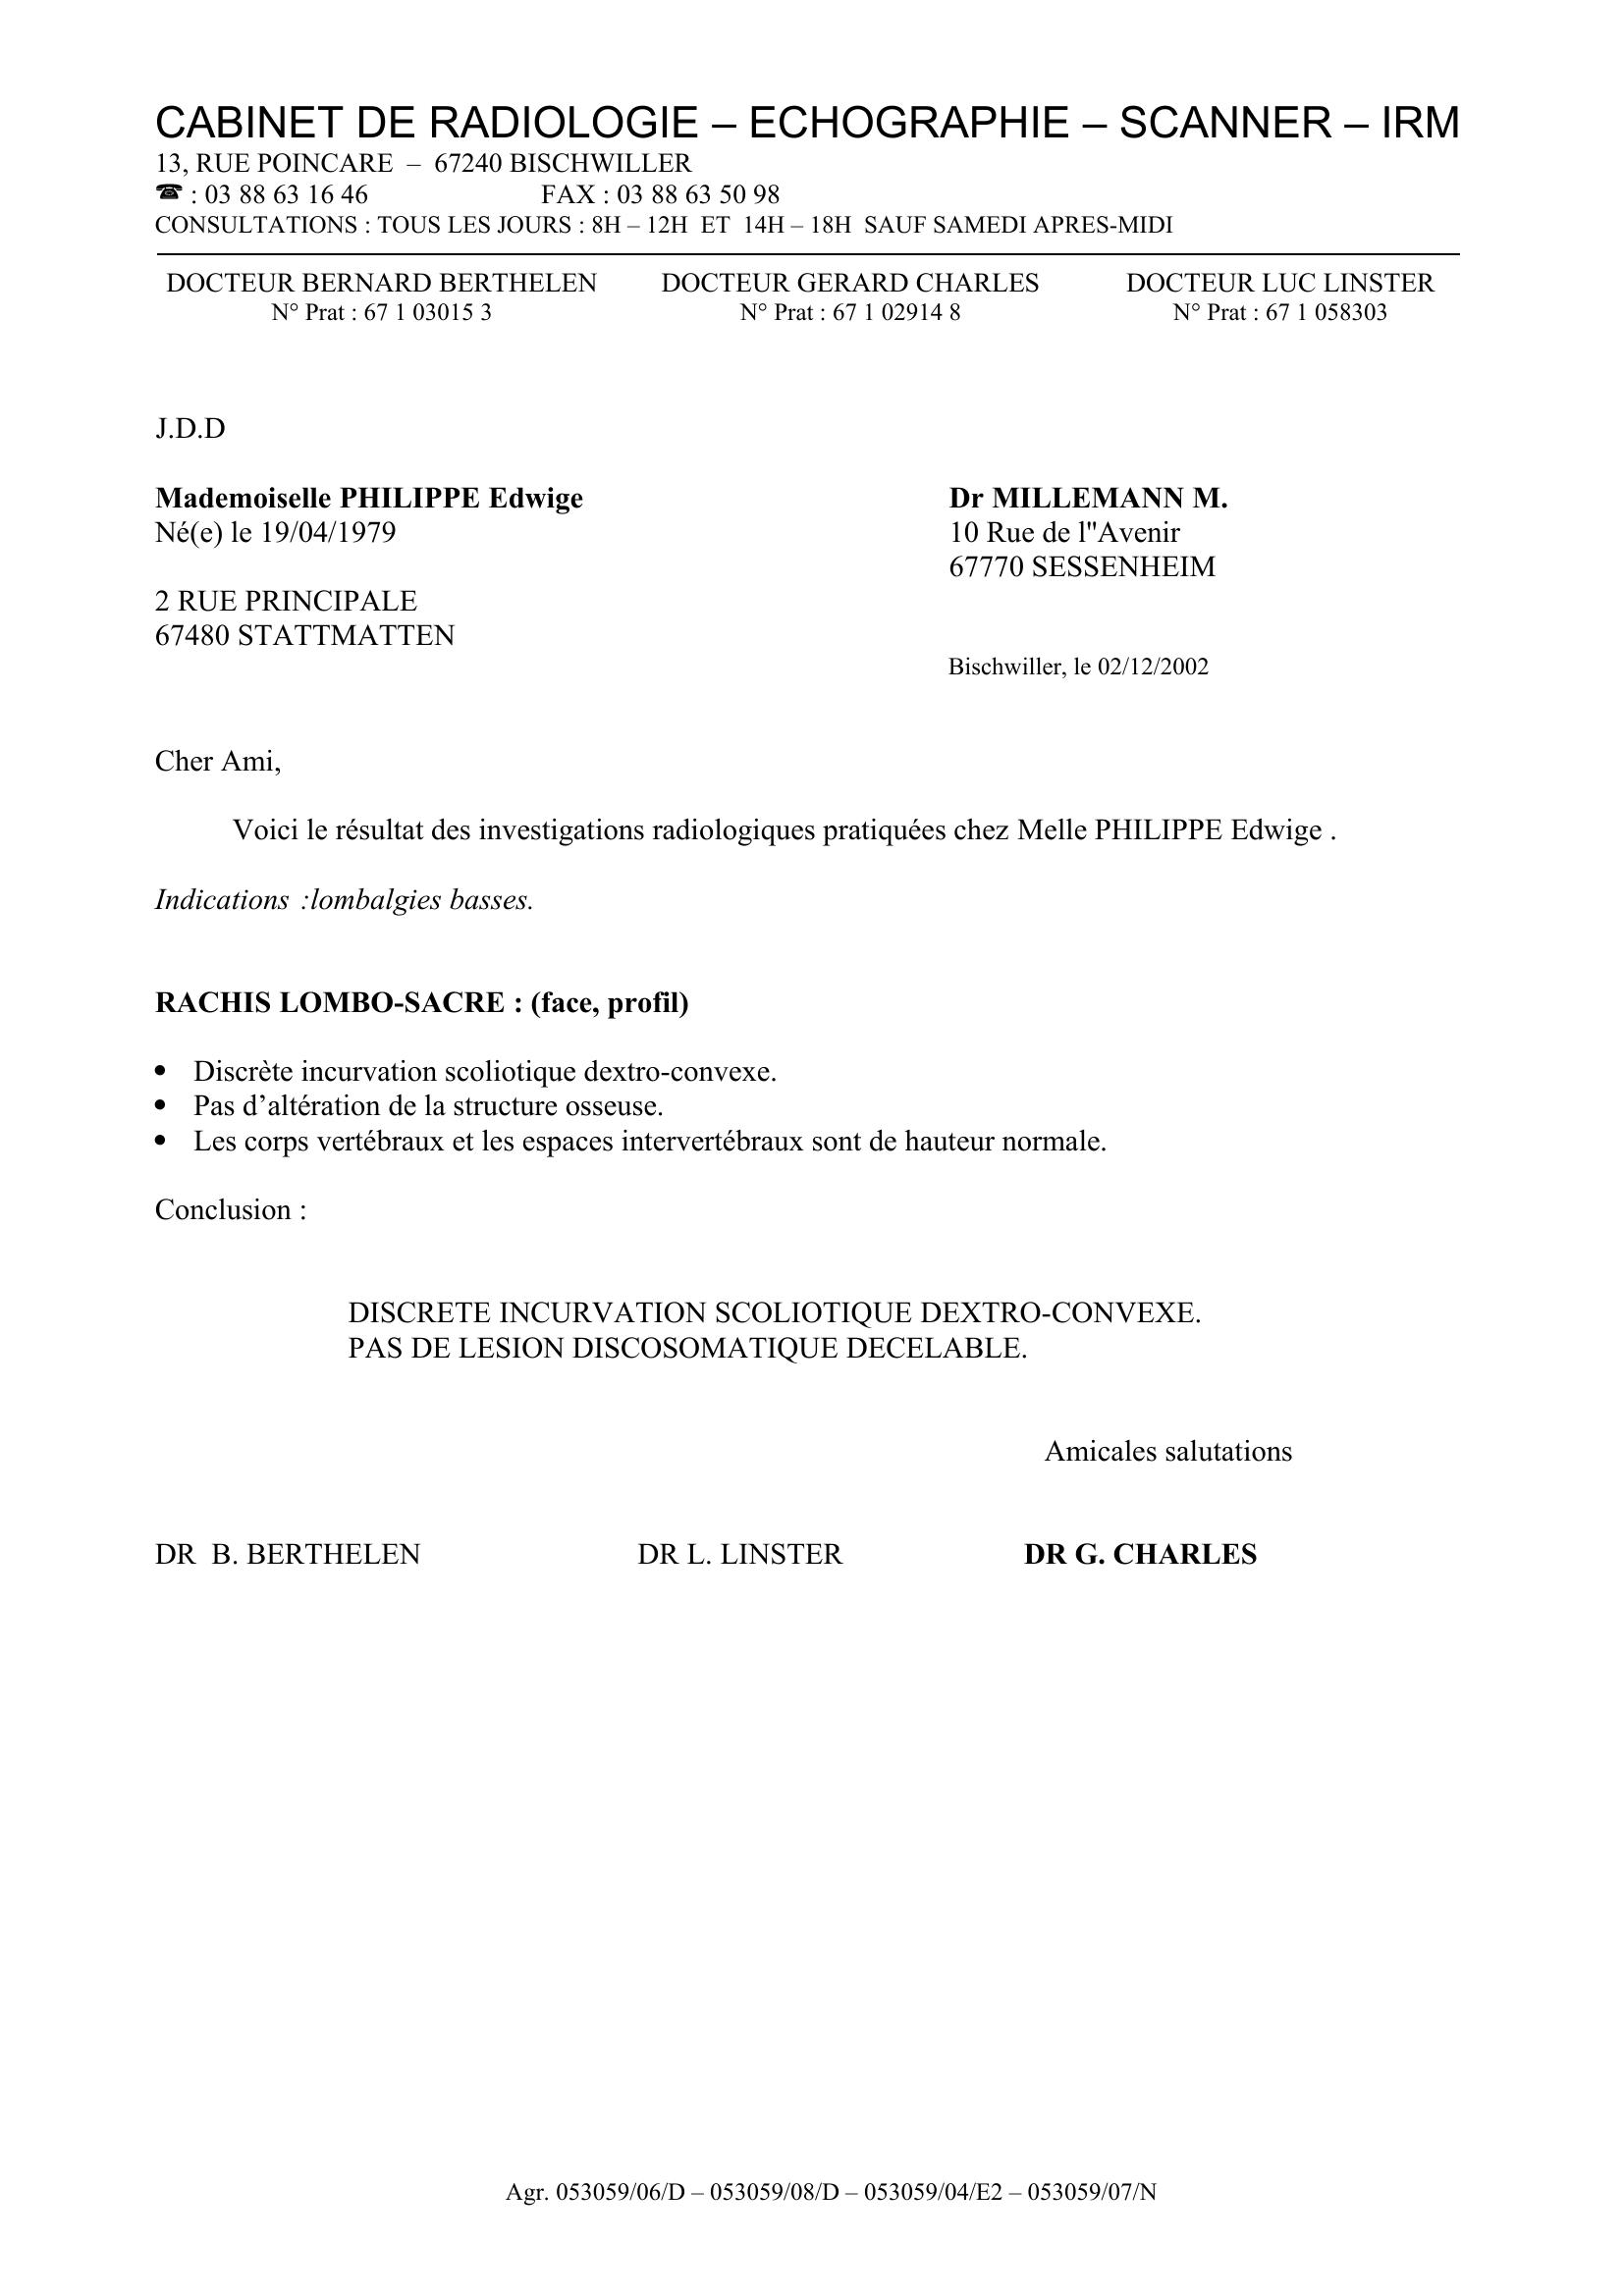 CABINET DE RADIOLOGIE – ECHOGRAPHIE – SCANNER – IRM
13, RUE POINCARE – 67240 BISCHWILLER
☎ : 03 88 63 16 46 FAX : 03 88 63 50 98
CONSULTATIONS : TOUS LES JOURS : 8H – 12H ET 14H – 18H SAUF SAMEDI APRES-MIDI
DOCTEUR BERNARD BERTHELEN DOCTEUR GERARD CHARLES DOCTEUR LUC LINSTER
N° Prat : 67 1 03015 3 N° Prat : 67 1 02914 8 N° Prat : 67 1 058303
J.D.D
Mademoiselle PHILIPPE Edwige Dr MILLEMANN M.
Né(e) le 19/04/1979 10 Rue de l''Avenir
67770 SESSENHEIM
2 RUE PRINCIPALE
67480 STATTMATTEN
Bischwiller, le 02/12/2002
Cher Ami,
Voici le résultat des investigations radiologiques pratiquées chez Melle PHILIPPE Edwige .
Indications :lombalgies basses.
RACHIS LOMBO-SACRE : (face, profil)
• Discrète incurvation scoliotique dextro-convexe.
• Pas d’altération de la structure osseuse.
• Les corps vertébraux et les espaces intervertébraux sont de hauteur normale.
Conclusion :
DISCRETE INCURVATION SCOLIOTIQUE DEXTRO-CONVEXE.
PAS DE LESION DISCOSOMATIQUE DECELABLE.
Amicales salutations
DR B. BERTHELEN DR L. LINSTER DR G. CHARLES
Agr. 053059/06/D – 053059/08/D – 053059/04/E2 – 053059/07/N